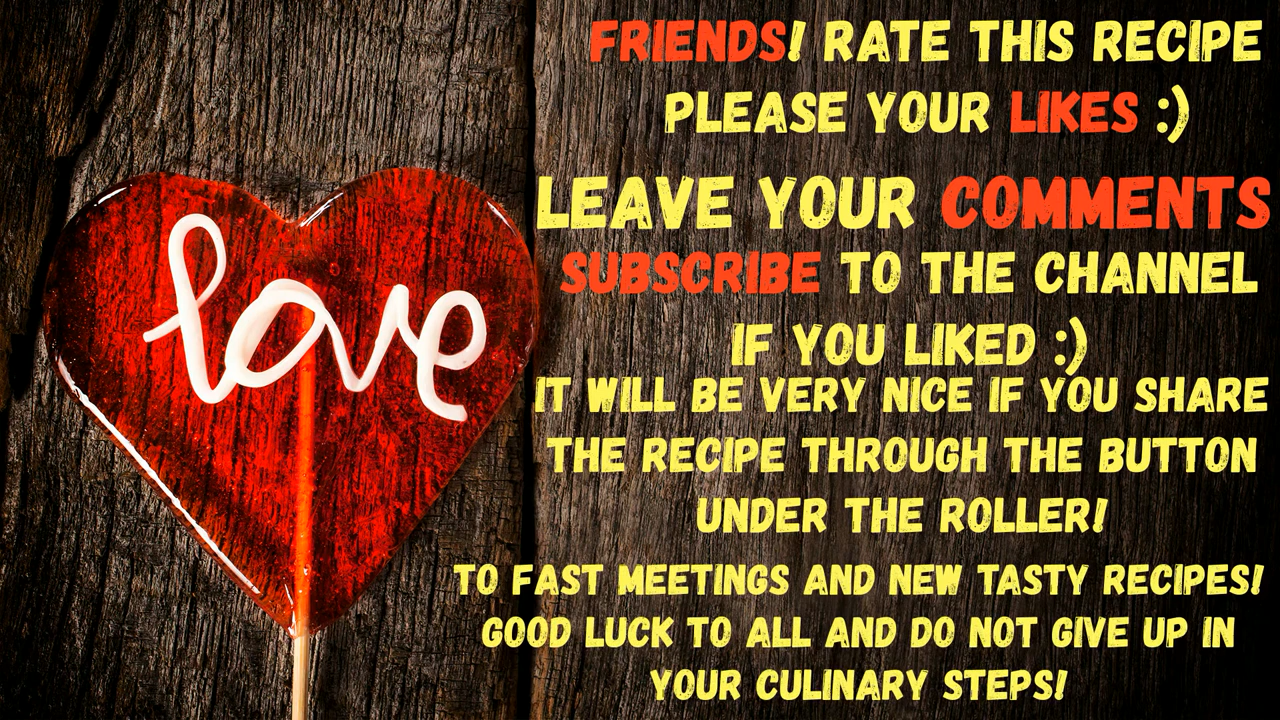 love
FRIENDS! RATE THIS RECIPE
PLEASE YOUR LIKES :)
LEAVE YOUR COMMENTS
SUBSCRIBE TO THE CHANNEL
IF YOU LIKED :)
IT WILL BE VERY NICE IF YOU SHARE
THE RECIPE THROUGH THE BUTTON
UNDER THE ROLLER!
TO FAST MEETINGS AND NEW TASTY RECIPES!
GOOD LUCK TO ALL AND DO NOT GIVE UP IN
YOUR CULINARY STEPS!